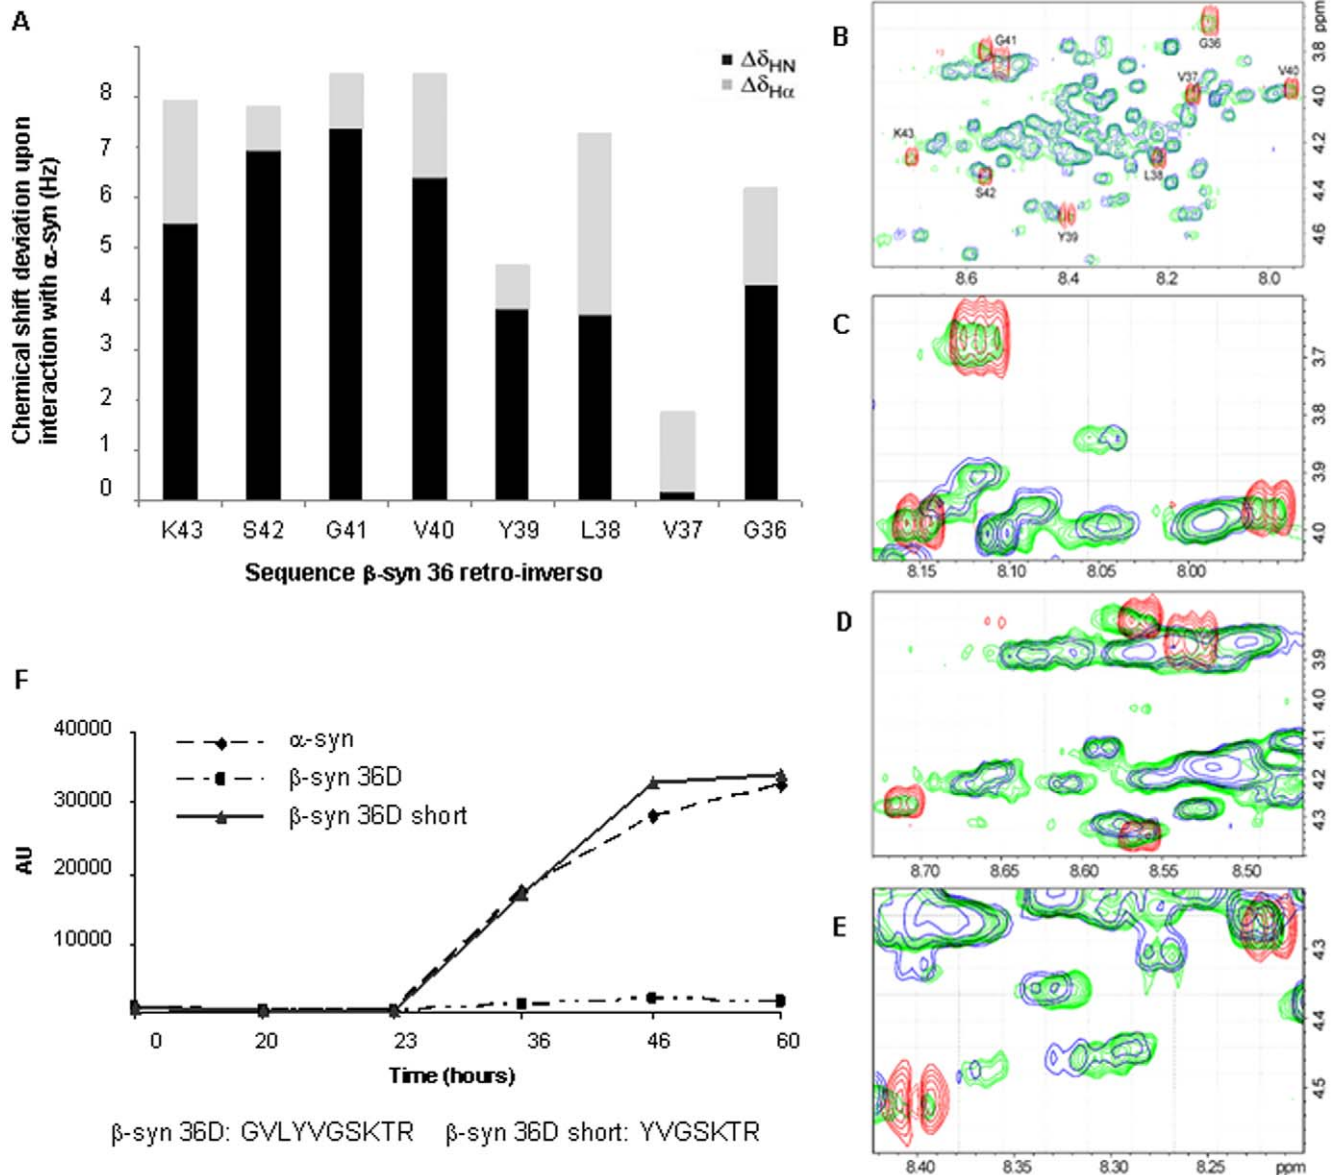 A
Chemical shift deviation upon
interaction with α-syn (Hz)
8
7
6
5
4
3
2
1
0
ΔδHN
ΔδHα
K43 S42 G41 V40 Y39 L38 V37 G36
Sequence β-syn 36 retro-inverso
B
G41
G36
V37
V40
K43
L38
S42
Y39
ppm
3.8
4.0
4.2
4.4
4.6
8.6 8.4 8.2 8.0
C
3.7
3.8
3.9
4.0
8.15 8.10 8.05 8.00
D
3.9
4.0
4.1
4.2
4.3
8.70 8.65 8.60 8.55 8.50
E
4.3
4.4
4.5
8.40 8.35 8.30 8.25 ppm
F
AU
40000
30000
20000
10000
α-syn
β-syn 36D
β-syn 36D short
0 20 23 36 46 60
Time (hours)
β-syn 36D: GVLYVGSKTR β-syn 36D short: YVGSKTR